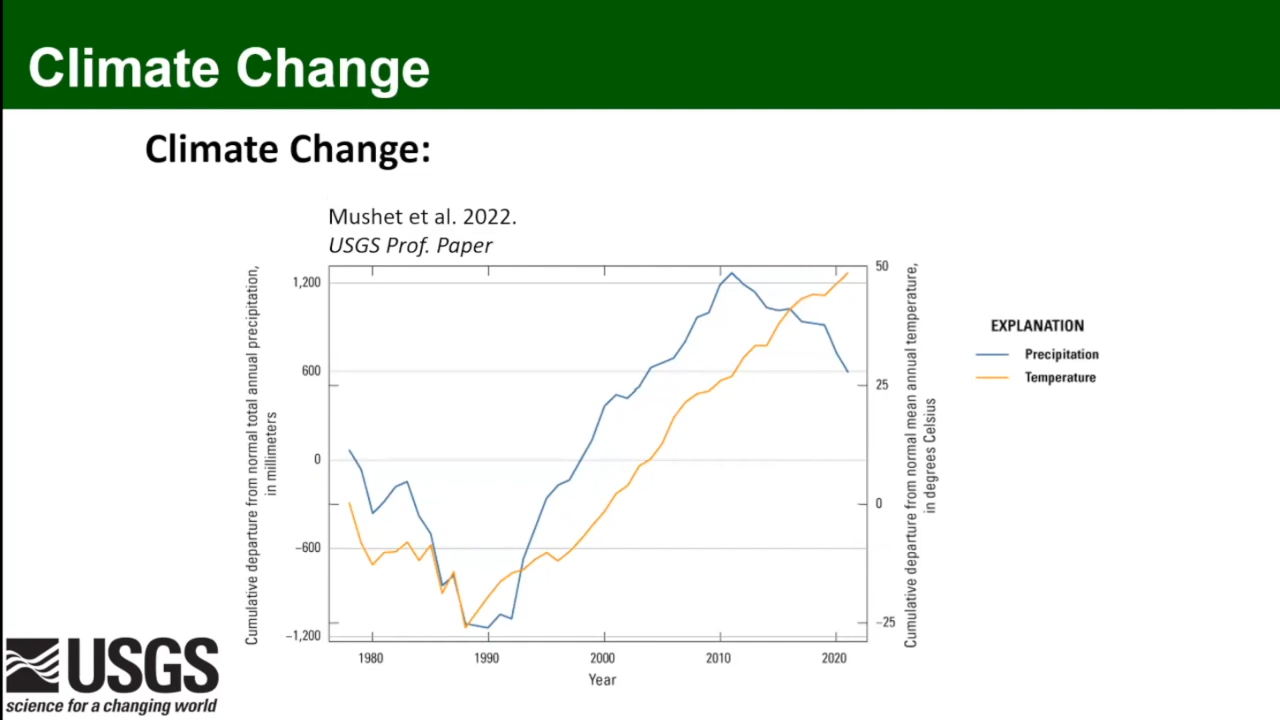 Climate Change
Climate Change:
Mushet et al. 2022.
USGS Prof. Paper
Cumulative departure from normal total annual precipitation,
in millimeters
1,200
600
0
−600
−1,200
50
25
0
−25
Cumulative departure from normal mean annual temperature,
in degrees Celsius
1980 1990 2000 2010 2020
Year
EXPLANATION
Precipitation
Temperature
USGS
science for a changing world